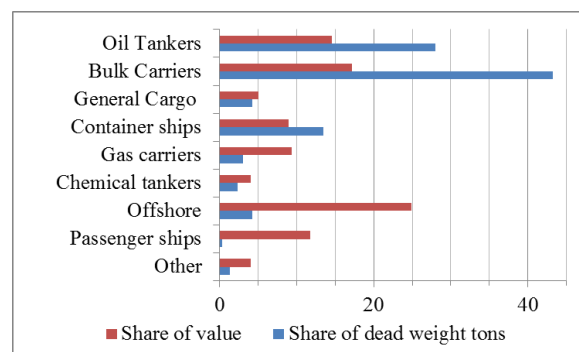 Oil Tankers
Bulk Carriers
General Cargo
Container ships
Gas carriers
Chemical tankers
Offshore
Passenger ships
Other
0 20 40
Share of value Share of dead weight tons